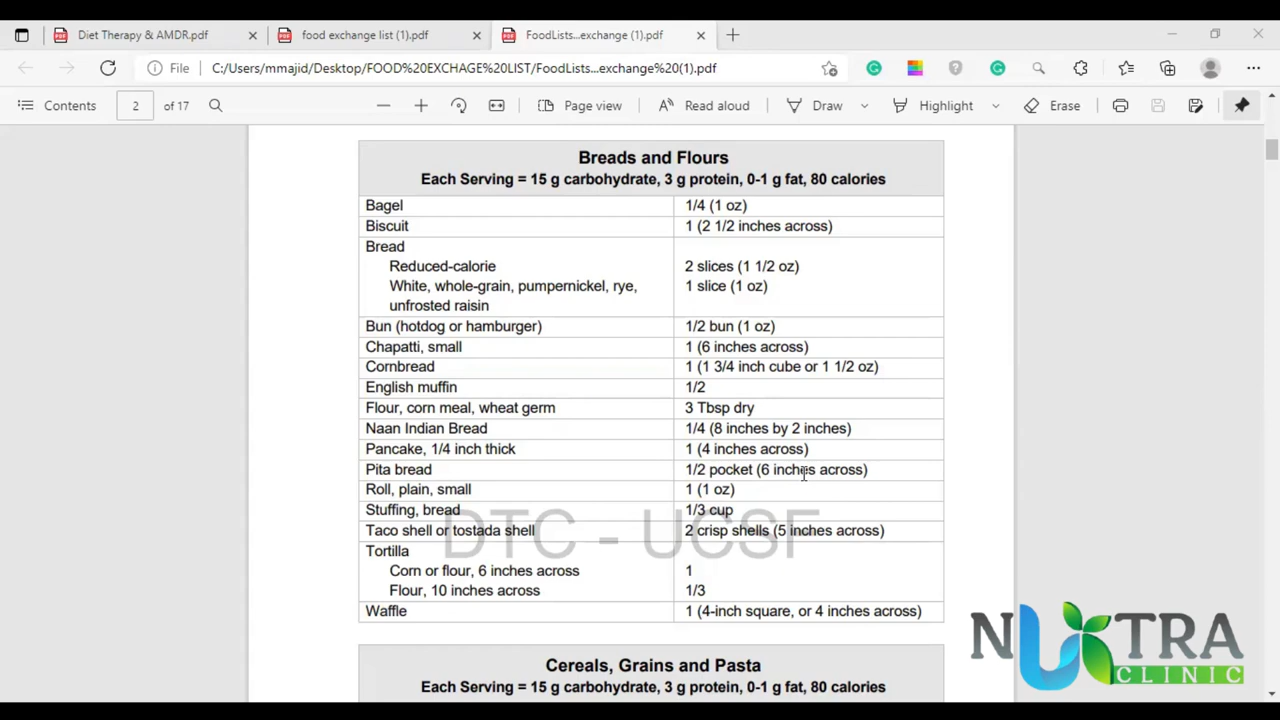 Diet Therapy & AMDR.pdf
food exchange list (1).pdf
FoodLists...exchange (1).pdf
File C:/Users/mmajid/Desktop/FOOD%20EXCHAGE%20LIST/FoodLists...exchange%20(1).pdf
Contents 2 of 17 Page view Read aloud Draw Highlight Erase
Breads and Flours
Each Serving = 15 g carbohydrate, 3 g protein, 0-1 g fat, 80 calories
Bagel 1/4 (1 oz)
Biscuit 1 (2 1/2 inches across)
Bread
Reduced-calorie 2 slices (1 1/2 oz)
White, whole-grain, pumpernickel, rye, 1 slice (1 oz)
unfrosted raisin
Bun (hotdog or hamburger) 1/2 bun (1 oz)
Chapatti, small 1 (6 inches across)
Cornbread 1 (1 3/4 inch cube or 1 1/2 oz)
English muffin 1/2
Flour, corn meal, wheat germ 3 Tbsp dry
Naan Indian Bread 1/4 (8 inches by 2 inches)
Pancake, 1/4 inch thick 1 (4 inches across)
Pita bread 1/2 pocket (6 inches across)
Roll, plain, small 1 (1 oz)
Stuffing, bread 1/3 cup
DTC - UCSF
Taco shell or tostada shell 2 crisp shells (5 inches across)
Tortilla
Corn or flour, 6 inches across 1
Flour, 10 inches across 1/3
Waffle 1 (4-inch square, or 4 inches across)
Cereals, Grains and Pasta
Each Serving = 15 g carbohydrate, 3 g protein, 0-1 g fat, 80 calories
NUTRA
CLINIC